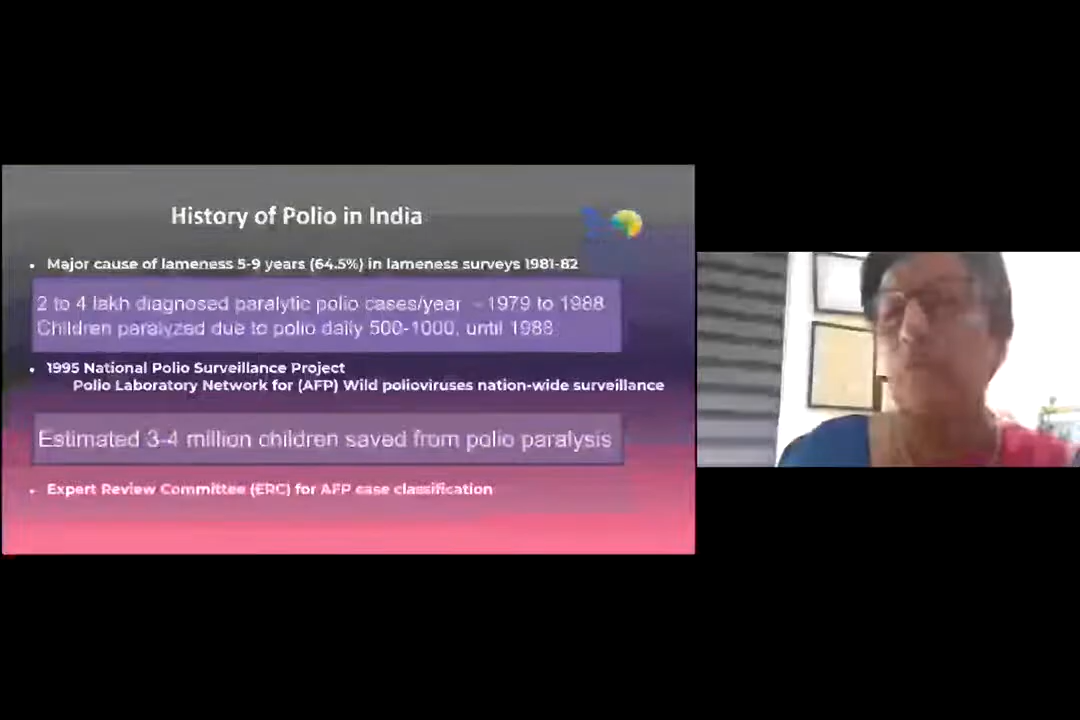 History of Polio in India
• Major cause of lameness 5-9 years (64.5%) in lameness surveys 1981-82
2 to 4 lakh diagnosed paralytic polio cases/year - 1979 to 1988
Children paralyzed due to polio daily 500-1000, until 1988
• 1995 National Polio Surveillance Project
Polio Laboratory Network for (AFP) Wild polioviruses nation-wide surveillance
Estimated 3-4 million children saved from polio paralysis
• Expert Review Committee (ERC) for AFP case classification